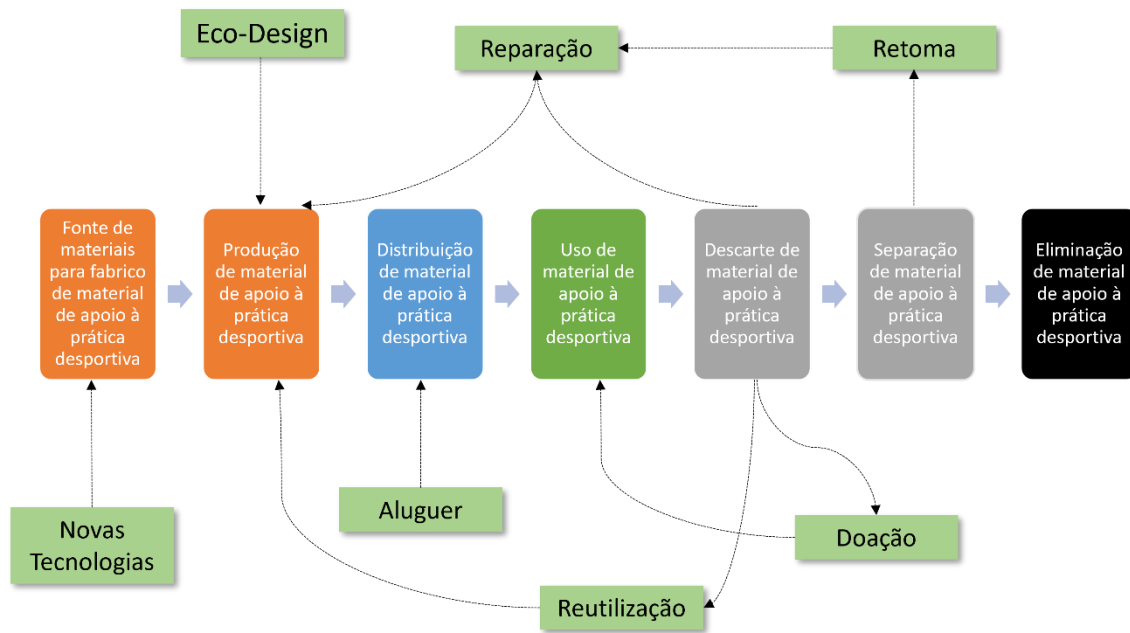 Eco-Design
Reparação
Retoma
Fonte de
materiais
para fabrico
de material
de apoio à
prática
desportiva
Produção
de material
de apoio à
prática
desportiva
Distribuição
de material
de apoio à
prática
desportiva
Uso de
material de
apoio à
prática
desportiva
Descarte de
material de
apoio à
prática
desportiva
Separação
de material
de apoio à
prática
desportiva
Eliminação
de material
de apoio à
prática
desportiva
Novas
Tecnologias
Aluguer
Doação
Reutilização